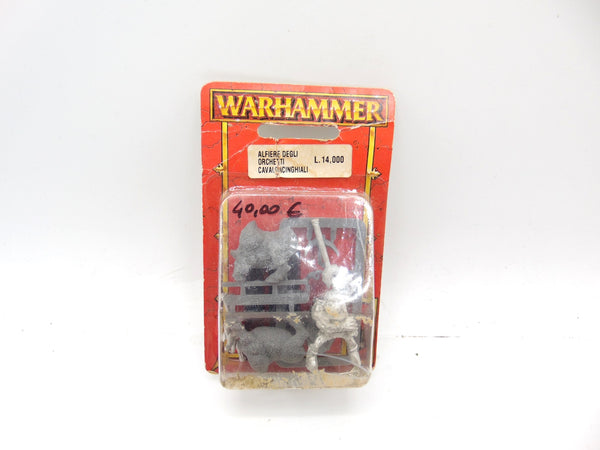 WARHAMMER
ALFIERE DEGLI
ORCHETTI L. 14,000
CAVALCACINGHIALI
40,00 €